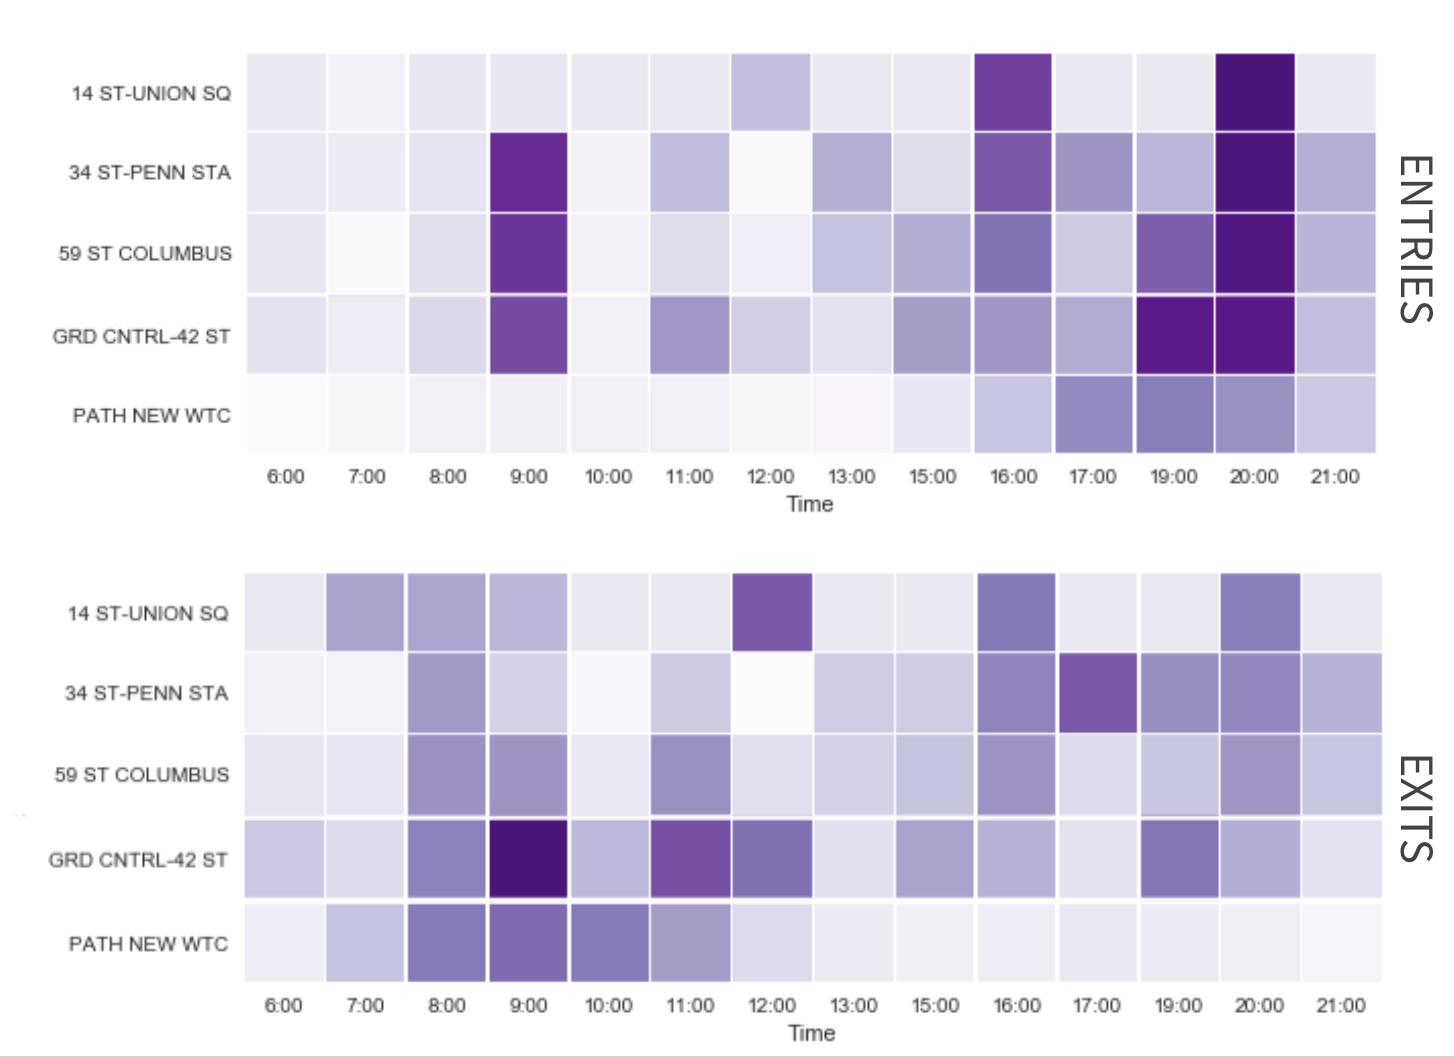 14 ST-UNION SQ
34 ST-PENN STA
59 ST COLUMBUS
GRD CNTRL-42 ST
PATH NEW WTC
6:00 7:00 8:00 9:00 10:00 11:00 12:00 13:00 15:00 16:00 17:00 19:00 20:00 21:00
Time
ENTRIES
14 ST-UNION SQ
34 ST-PENN STA
59 ST COLUMBUS
GRD CNTRL-42 ST
PATH NEW WTC
6:00 7:00 8:00 9:00 10:00 11:00 12:00 13:00 15:00 16:00 17:00 19:00 20:00 21:00
Time
EXITS